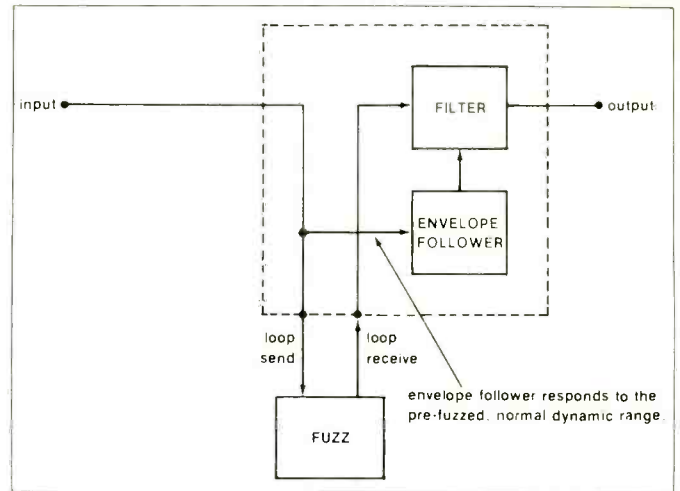 input
FILTER
output
ENVELOPE
FOLLOWER
loop
send
loop
receive
envelope follower responds to the
pre-fuzzed, normal dynamic range.
FUZZ